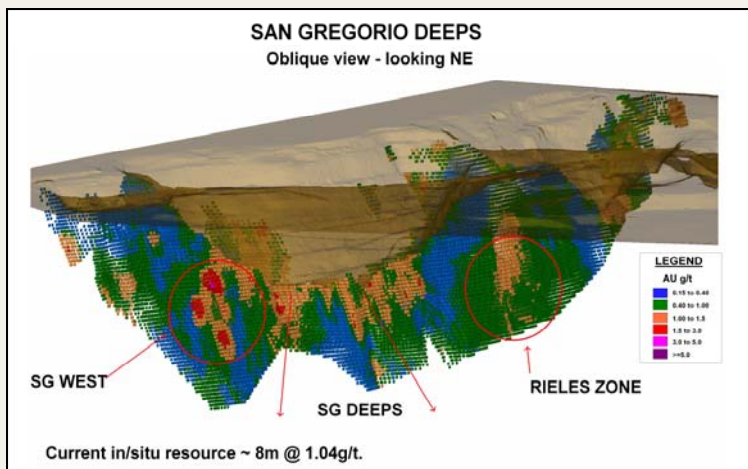 SAN GREGORIO DEEPS
Oblique view - looking NE
LEGEND
AU g/t
0.15 to 0.40
0.40 to 1.00
1.00 to 1.5
1.5 to 3.0
3.0 to 5.0
>=5.0
SG WEST
SG DEEPS
RIELES ZONE
Current in/situ resource ~ 8m @ 1.04g/t.